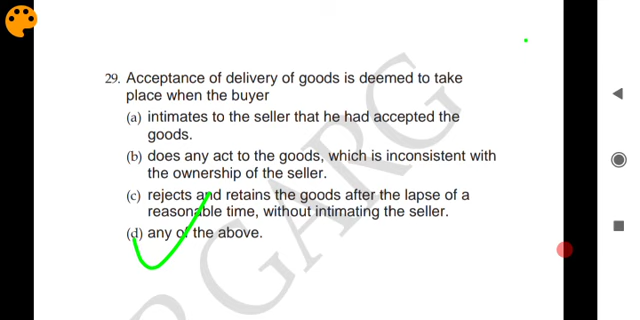 29. Acceptance of delivery of goods is deemed to take
place when the buyer
(a) intimates to the seller that he had accepted the
goods.
(b) does any act to the goods, which is inconsistent with
the ownership of the seller.
(c) rejects and retains the goods after the lapse of a
reasonable time, without intimating the seller.
(d) any of the above.
RGARG